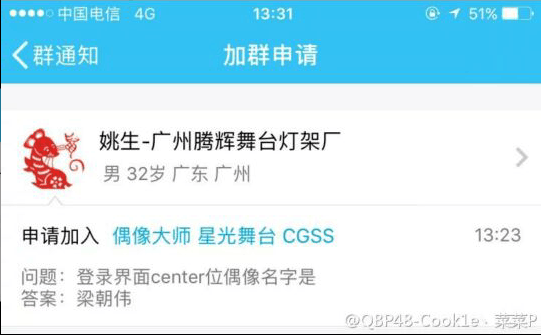 中国电信 4G 13:31 51%
群通知 加群申请
姚生-广州腾辉舞台灯架厂
男 32岁 广东 广州
申请加入 偶像大师 星光舞台 CGSS 13:23
问题：登录界面center位偶像名字是
答案：梁朝伟
@QBP48-Cook1e · 菜菜P